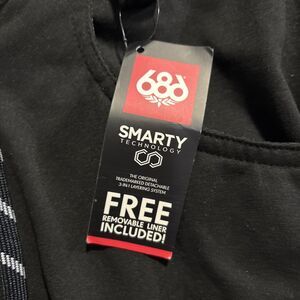 686
SMARTY
TECHNOLOGY
THE ORIGINAL
TRADEMARKED DETACHABLE
3-IN-1 LAYERING SYSTEM
FREE
REMOVABLE LINER
INCLUDED!